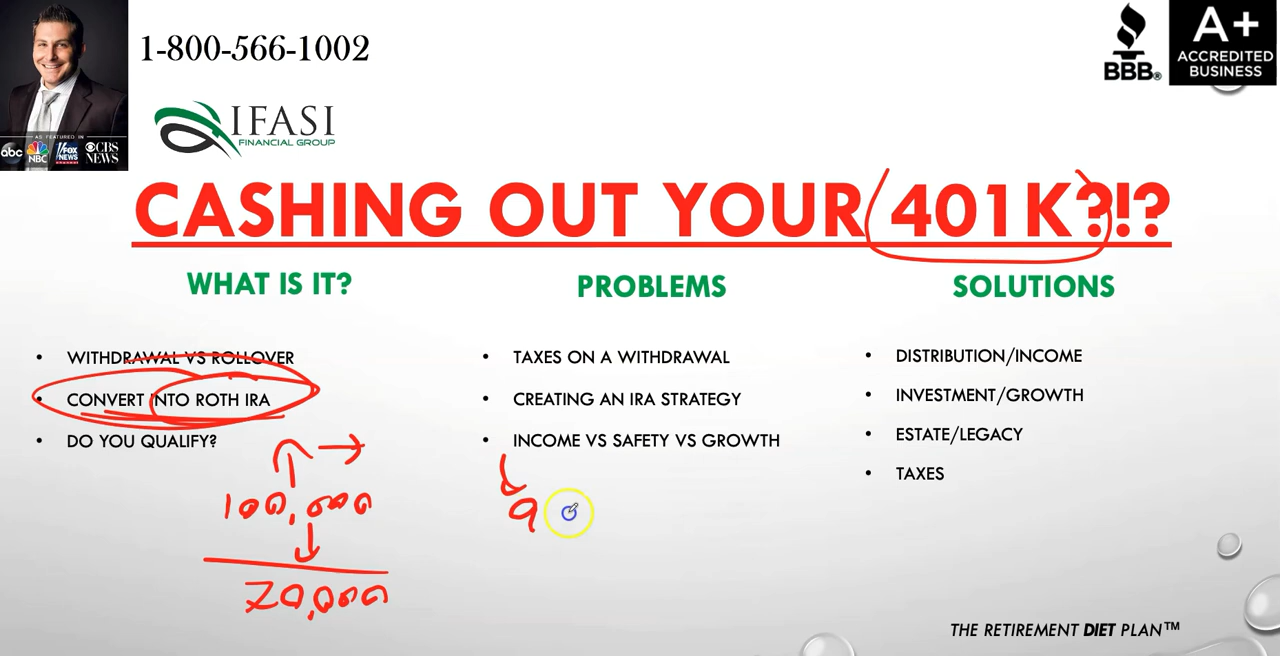 1-800-566-1002
AS FEATURED IN
abc NBC FOX NEWS CBS NEWS
IFASI
FINANCIAL GROUP
BBB®
A+
ACCREDITED
BUSINESS
CASHING OUT YOUR 401K?!?
WHAT IS IT?
• WITHDRAWAL VS ROLLOVER
• CONVERT INTO ROTH IRA
• DO YOU QUALIFY?
100,000
70,000
PROBLEMS
• TAXES ON A WITHDRAWAL
• CREATING AN IRA STRATEGY
• INCOME VS SAFETY VS GROWTH
9
SOLUTIONS
• DISTRIBUTION/INCOME
• INVESTMENT/GROWTH
• ESTATE/LEGACY
• TAXES
THE RETIREMENT DIET PLAN™